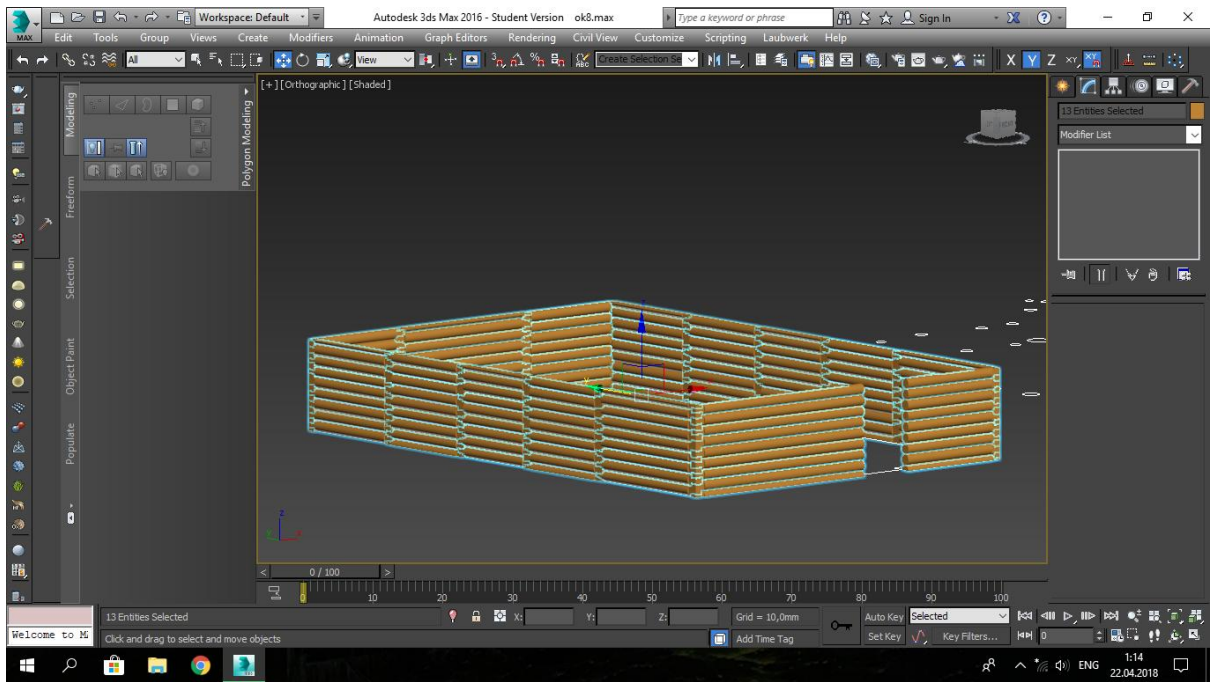 Workspace: Default
Autodesk 3ds Max 2016 - Student Version ok8.max
Type a keyword or phrase
Sign In
MAX
Edit Tools Group Views Create Modifiers Animation Graph Editors Rendering Civil View Customize Scripting Laubwerk Help
All
View
Create Selection Se
X Y Z XY
[+] [Orthographic] [Shaded]
Modeling
Freeform
Selection
Object Paint
Populate
Polygon Modeling
13 Entities Selected
Modifier List
z
x
0 / 100
0 10 20 30 40 50 60 70 80 90 100
13 Entities Selected
X:
Y:
Z:
Grid = 10,0mm
Auto Key
Selected
Welcome to M
Click and drag to select and move objects
Add Time Tag
Set Key
Key Filters...
0
ENG
1:14
22.04.2018